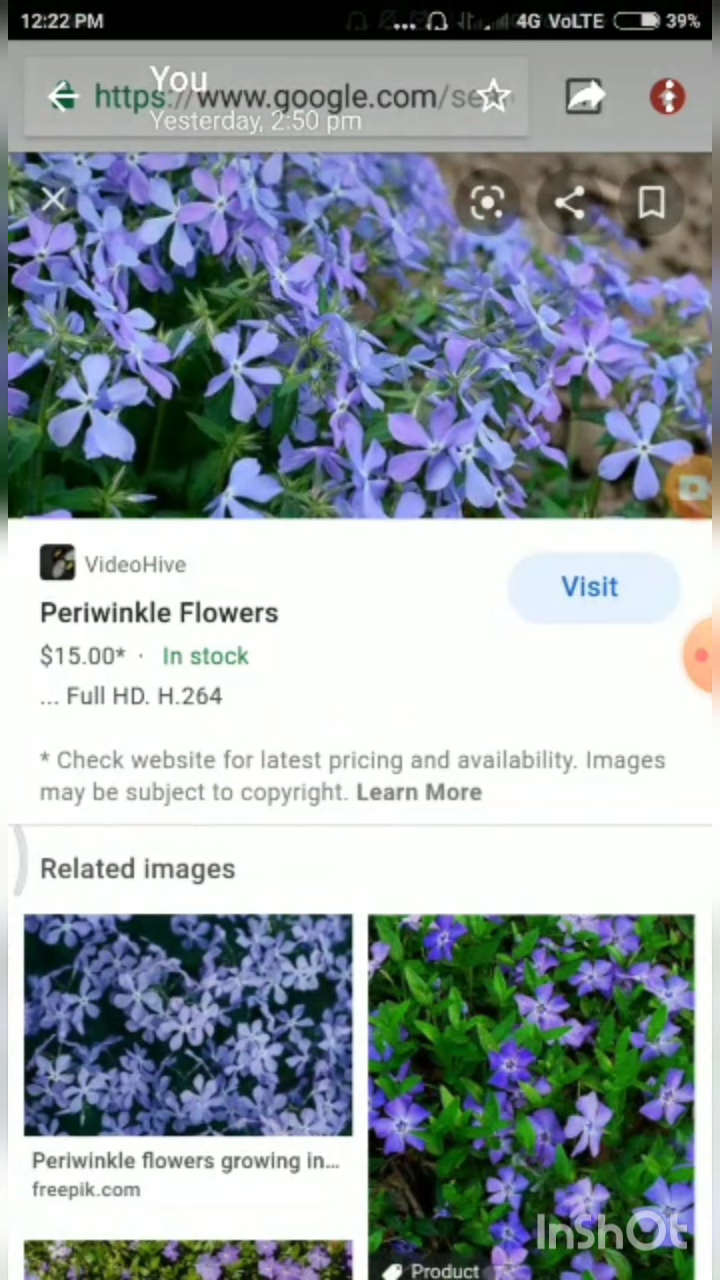 12:22 PM
4G VoLTE
39%
You
https://www.google.com/se
Yesterday, 2:50 pm
VideoHive
Visit
Periwinkle Flowers
$15.00* · In stock
... Full HD. H.264
* Check website for latest pricing and availability. Images
may be subject to copyright. Learn More
Related images
Periwinkle flowers growing in...
freepik.com
InShOt
Product